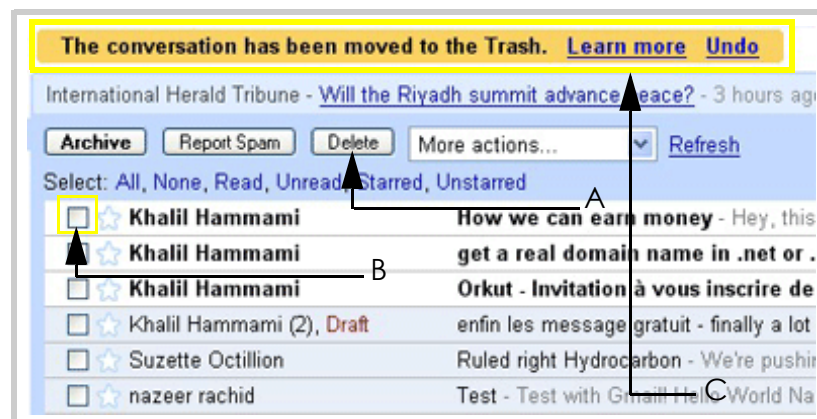 The conversation has been moved to the Trash. Learn more Undo
International Herald Tribune - Will the Riyadh summit advance peace? - 3 hours ago
Archive Report Spam Delete More actions... Refresh
Select: All, None, Read, Unread, Starred, Unstarred
A
Khalil Hammami How we can earn money - Hey, this
Khalil Hammami get a real domain name in .net or .
B
Khalil Hammami Orkut - Invitation à vous inscrire de
Khalil Hammami (2), Draft enfin les message gratuit - finally a lot
Suzette Octillion Ruled right Hydrocarbon - We're pushin
nazeer rachid Test - Test with Gmail! Hello World Na
C